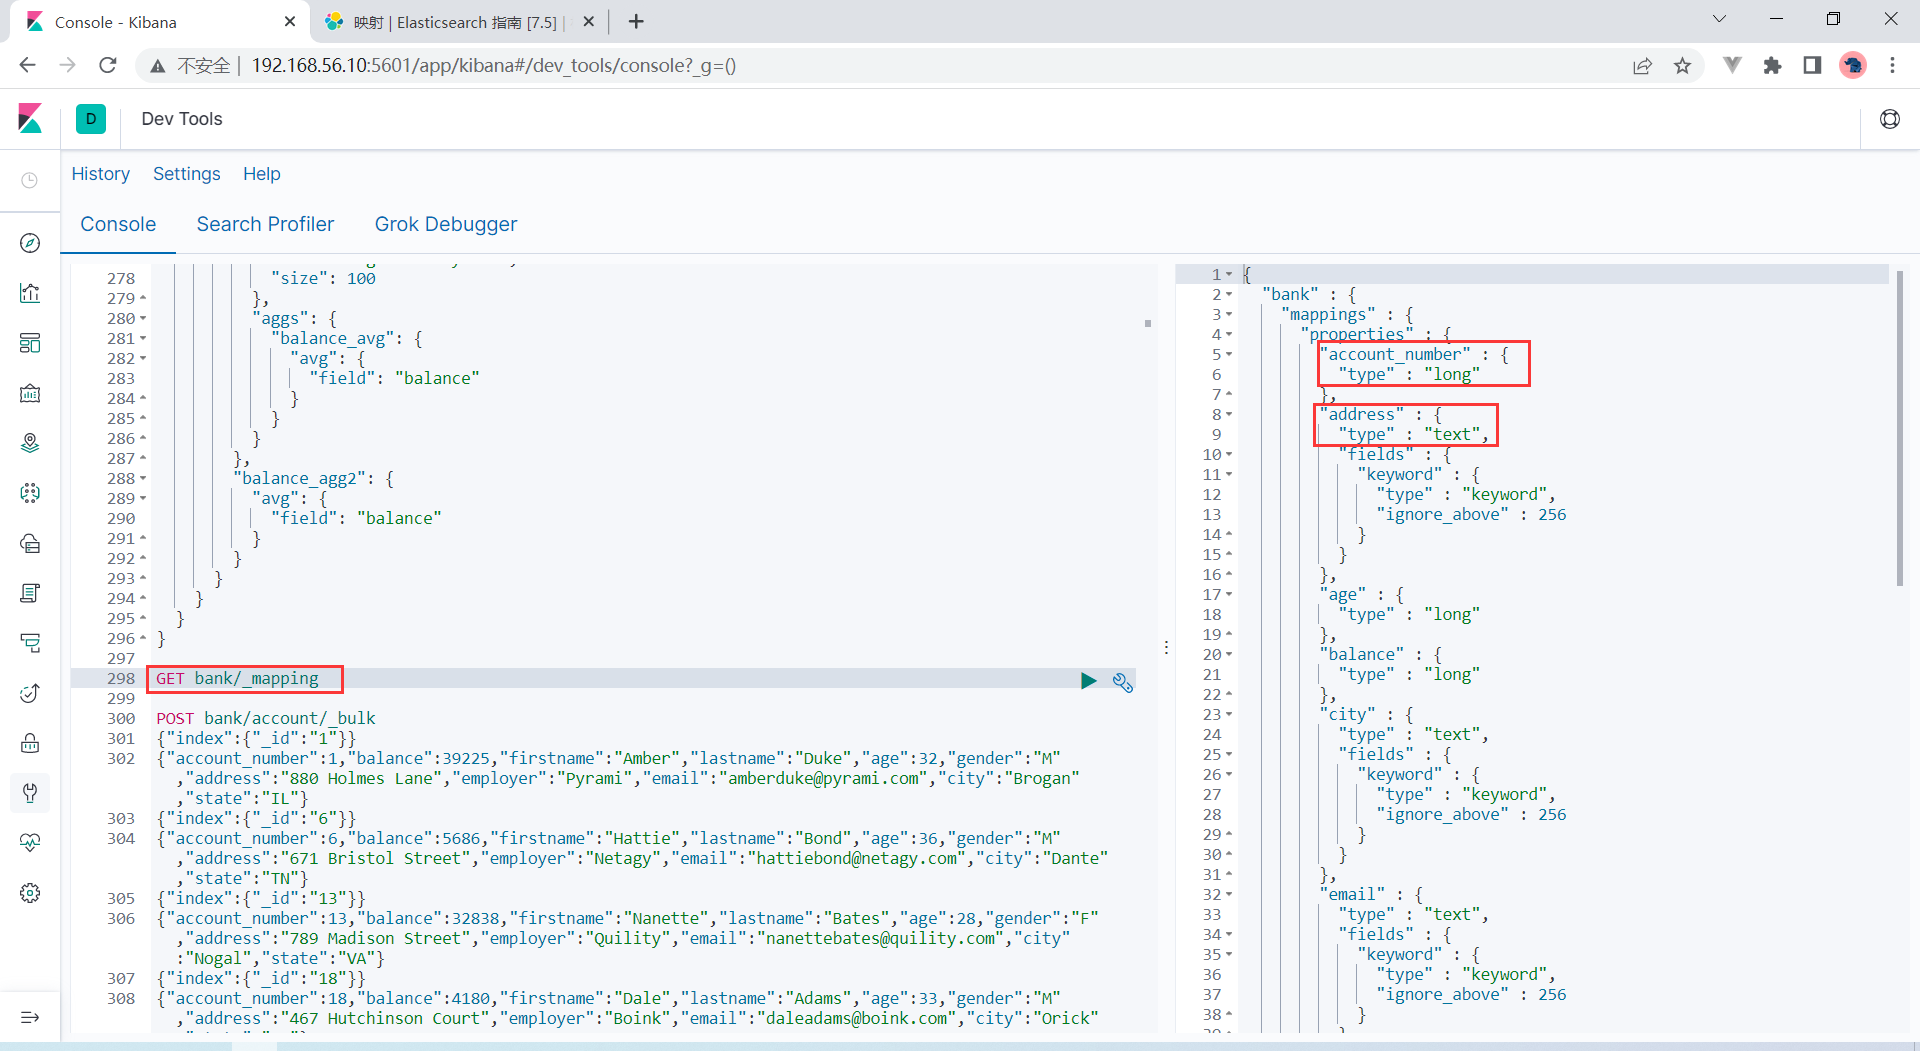 Console - Kibana
映射 | Elasticsearch 指南 [7.5] |
不安全 | 192.168.56.10:5601/app/kibana#/dev_tools/console?_g=()
D Dev Tools
History Settings Help
Console Search Profiler Grok Debugger
278 "size": 100
279 },
280 "aggs": {
281 "balance_avg": {
282 "avg": {
283 "field": "balance"
284 }
285 }
286 }
287 },
288 "balance_agg2": {
289 "avg": {
290 "field": "balance"
291 }
292 }
293 }
294 }
295 }
296 }
297
298 GET bank/_mapping
299
300 POST bank/account/_bulk
301 {"index":{"_id":"1"}}
302 {"account_number":1,"balance":39225,"firstname":"Amber","lastname":"Duke","age":32,"gender":"M"
,"address":"880 Holmes Lane","employer":"Pyrami","email":"amberduke@pyrami.com","city":"Brogan"
,"state":"IL"}
303 {"index":{"_id":"6"}}
304 {"account_number":6,"balance":5686,"firstname":"Hattie","lastname":"Bond","age":36,"gender":"M"
,"address":"671 Bristol Street","employer":"Netagy","email":"hattiebond@netagy.com","city":"Dante"
,"state":"TN"}
305 {"index":{"_id":"13"}}
306 {"account_number":13,"balance":32838,"firstname":"Nanette","lastname":"Bates","age":28,"gender":"F"
,"address":"789 Madison Street","employer":"Quility","email":"nanettebates@quility.com","city"
:"Nogal","state":"VA"}
307 {"index":{"_id":"18"}}
308 {"account_number":18,"balance":4180,"firstname":"Dale","lastname":"Adams","age":33,"gender":"M"
,"address":"467 Hutchinson Court","employer":"Boink","email":"daleadams@boink.com","city":"Orick"
1 {
2 "bank" : {
3 "mappings" : {
4 "properties" : {
5 "account_number" : {
6 "type" : "long"
7 },
8 "address" : {
9 "type" : "text",
10 "fields" : {
11 "keyword" : {
12 "type" : "keyword",
13 "ignore_above" : 256
14 }
15 }
16 },
17 "age" : {
18 "type" : "long"
19 },
20 "balance" : {
21 "type" : "long"
22 },
23 "city" : {
24 "type" : "text",
25 "fields" : {
26 "keyword" : {
27 "type" : "keyword",
28 "ignore_above" : 256
29 }
30 }
31 },
32 "email" : {
33 "type" : "text",
34 "fields" : {
35 "keyword" : {
36 "type" : "keyword",
37 "ignore_above" : 256
38 }